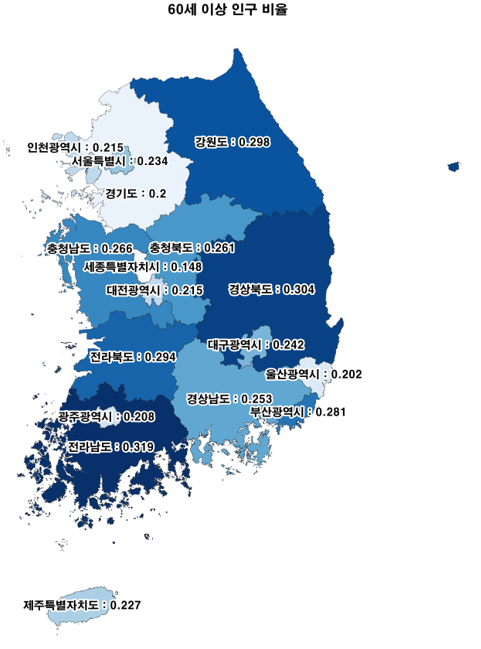 60세 이상 인구 비율
강원도 : 0.298
인천광역시 : 0.215
서울특별시 : 0.234
경기도 : 0.2
충청남도 : 0.266
충청북도 : 0.261
세종특별자치시 : 0.148
대전광역시 : 0.215
경상북도 : 0.304
대구광역시 : 0.242
전라북도 : 0.294
울산광역시 : 0.202
경상남도 : 0.253
부산광역시 : 0.281
광주광역시 : 0.208
전라남도 : 0.319
제주특별자치도 : 0.227